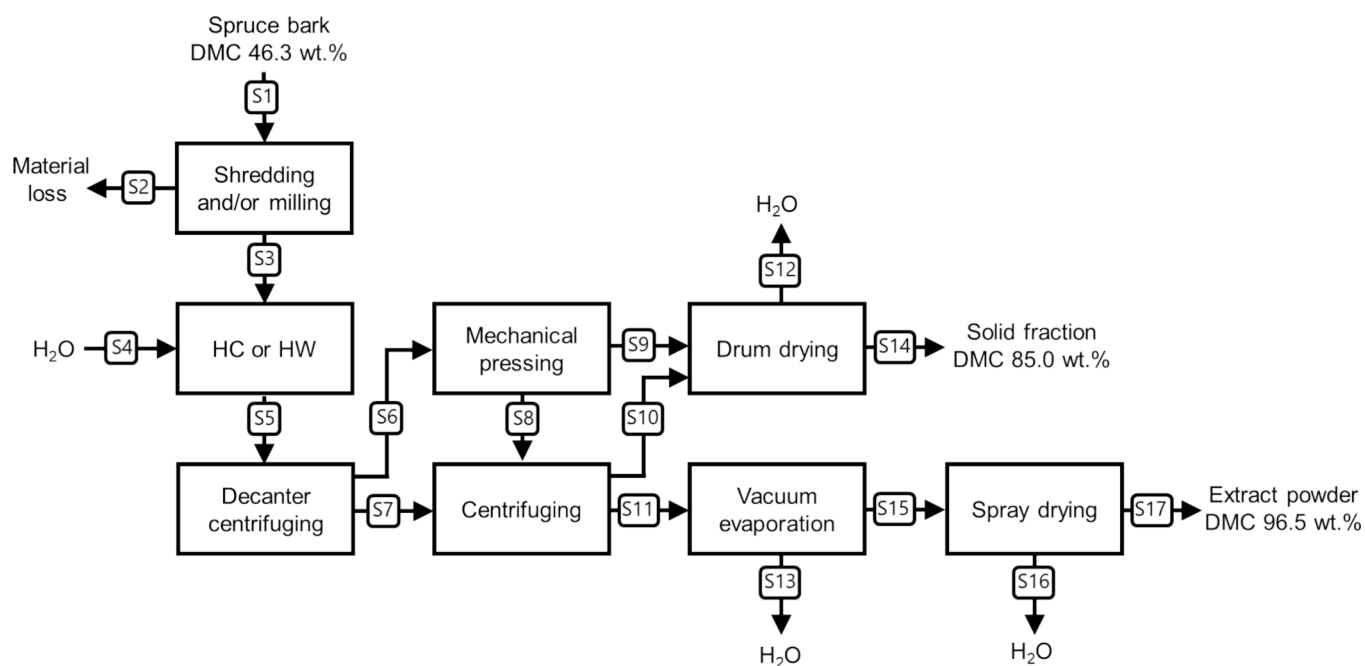 Spruce bark
DMC 46.3 wt.%
S1
Material
loss
S2
Shredding
and/or milling
S3
H₂O
S4
HC or HW
S5
S6
Mechanical
pressing
S9
S8
S10
H₂O
S12
Drum drying
S14
Solid fraction
DMC 85.0 wt.%
Decanter
centrifuging
S7
Centrifuging
S11
Vacuum
evaporation
S15
Spray drying
S17
Extract powder
DMC 96.5 wt.%
S13
H₂O
S16
H₂O